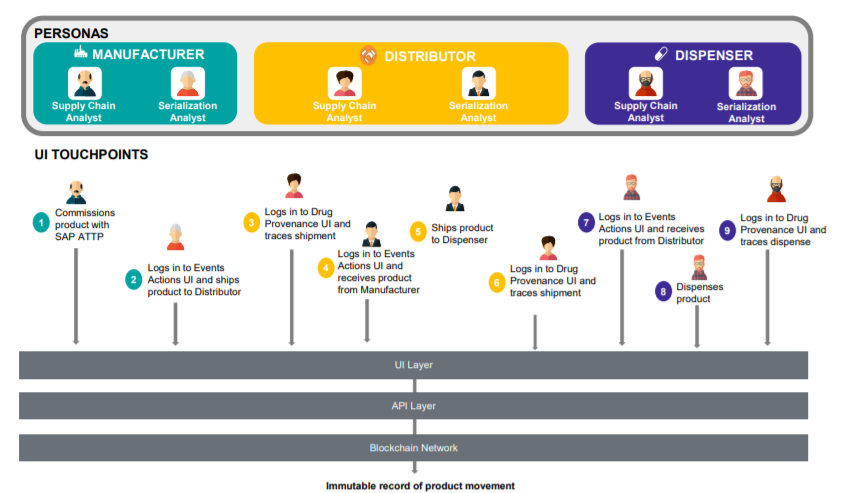 PERSONAS
MANUFACTURER
Supply Chain
Analyst
Serialization
Analyst
DISTRIBUTOR
Supply Chain
Analyst
Serialization
Analyst
DISPENSER
Supply Chain
Analyst
Serialization
Analyst
UI TOUCHPOINTS
1
Commissions
product with
SAP ATTP
2
Logs in to Events
Actions UI and ships
product to Distributor
3
Logs in to Drug
Provenance UI and
traces shipment
4
Logs in to Events
Actions UI and
receives product
from Manufacturer
5
Ships product
to Dispenser
6
Logs in to Drug
Provenance UI and
traces shipment
7
Logs in to Events
Actions UI and receives
product from Distributor
8
Dispenses
product
9
Logs in to Drug
Provenance UI and
traces dispense
UI Layer
API Layer
Blockchain Network
Immutable record of product movement